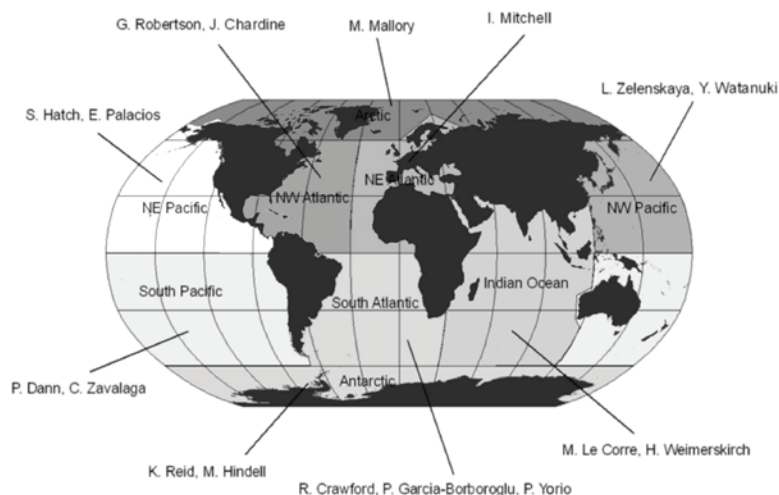 I. Mitchell
G. Robertson, J. Chardine
M. Mallory
L. Zelenskaya, Y. Watanuki
S. Hatch, E. Palacios
Arctic
NE Atlantic
NW Atlantic
NE Pacific
NW Pacific
Indian Ocean
South Pacific
South Atlantic
Antarctic
P. Dann, C. Zavalaga
M. Le Corre, H. Weimerskirch
K. Reid, M. Hindell
R. Crawford, P. Garcia-Borboroglu, P. Yorio